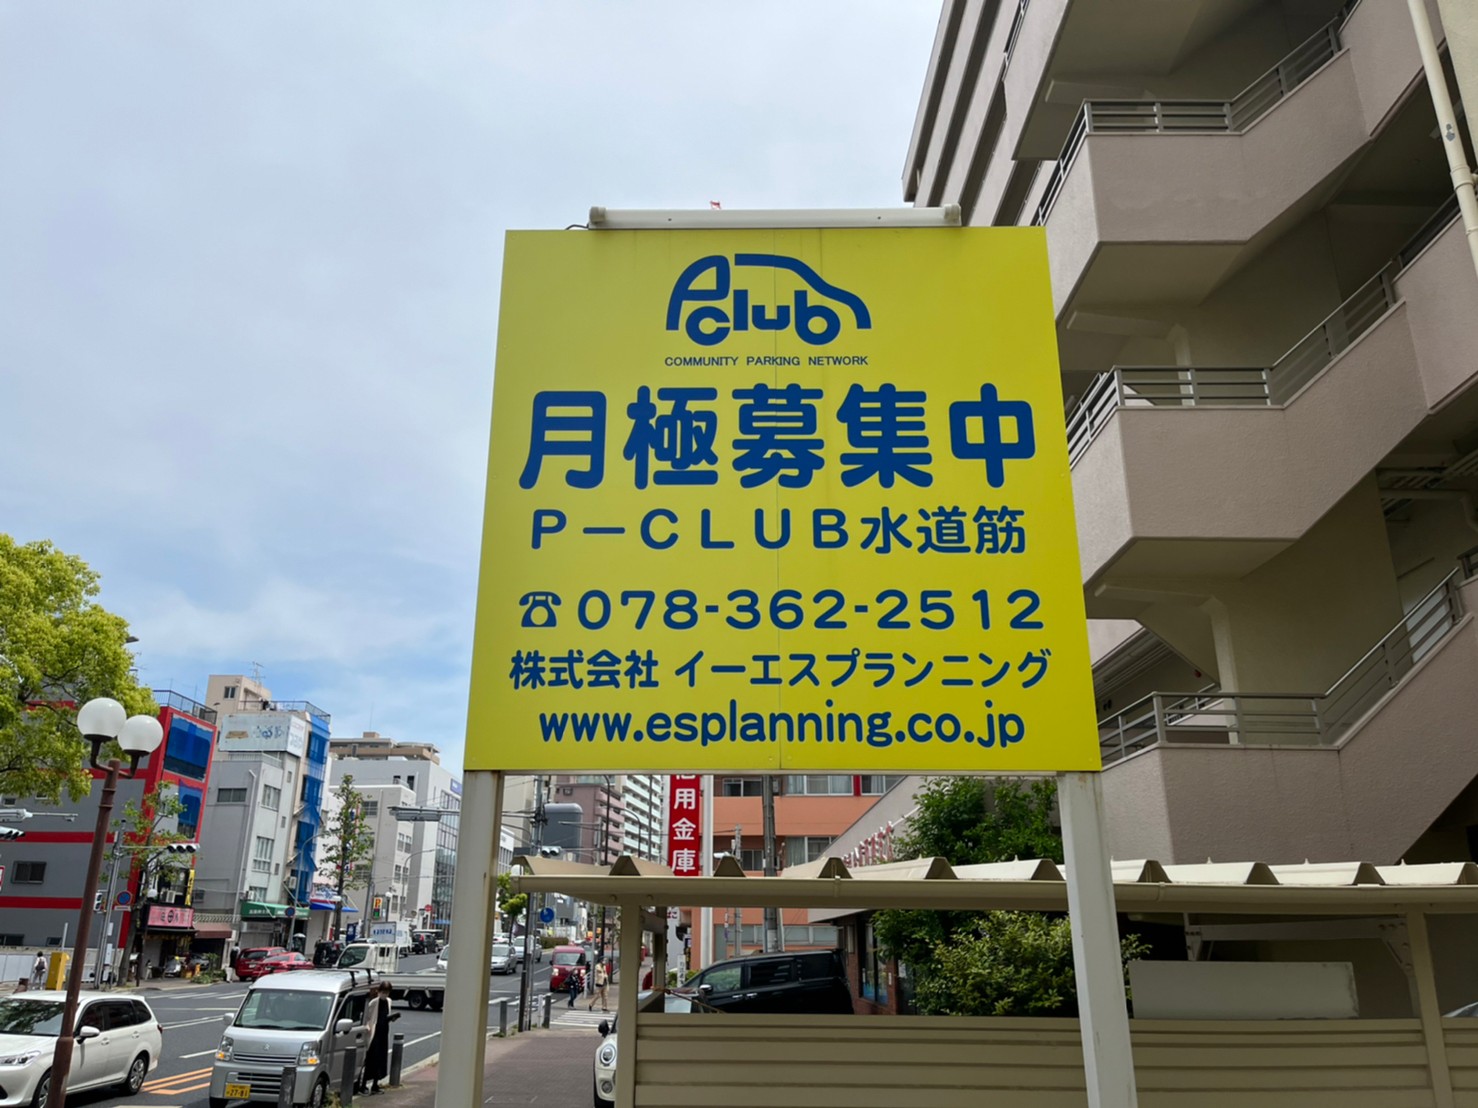 P club
COMMUNITY PARKING NETWORK
月極募集中
P－CLUB水道筋
☎078-362-2512
株式会社 イーエスプランニング
www.esplanning.co.jp
用金庫